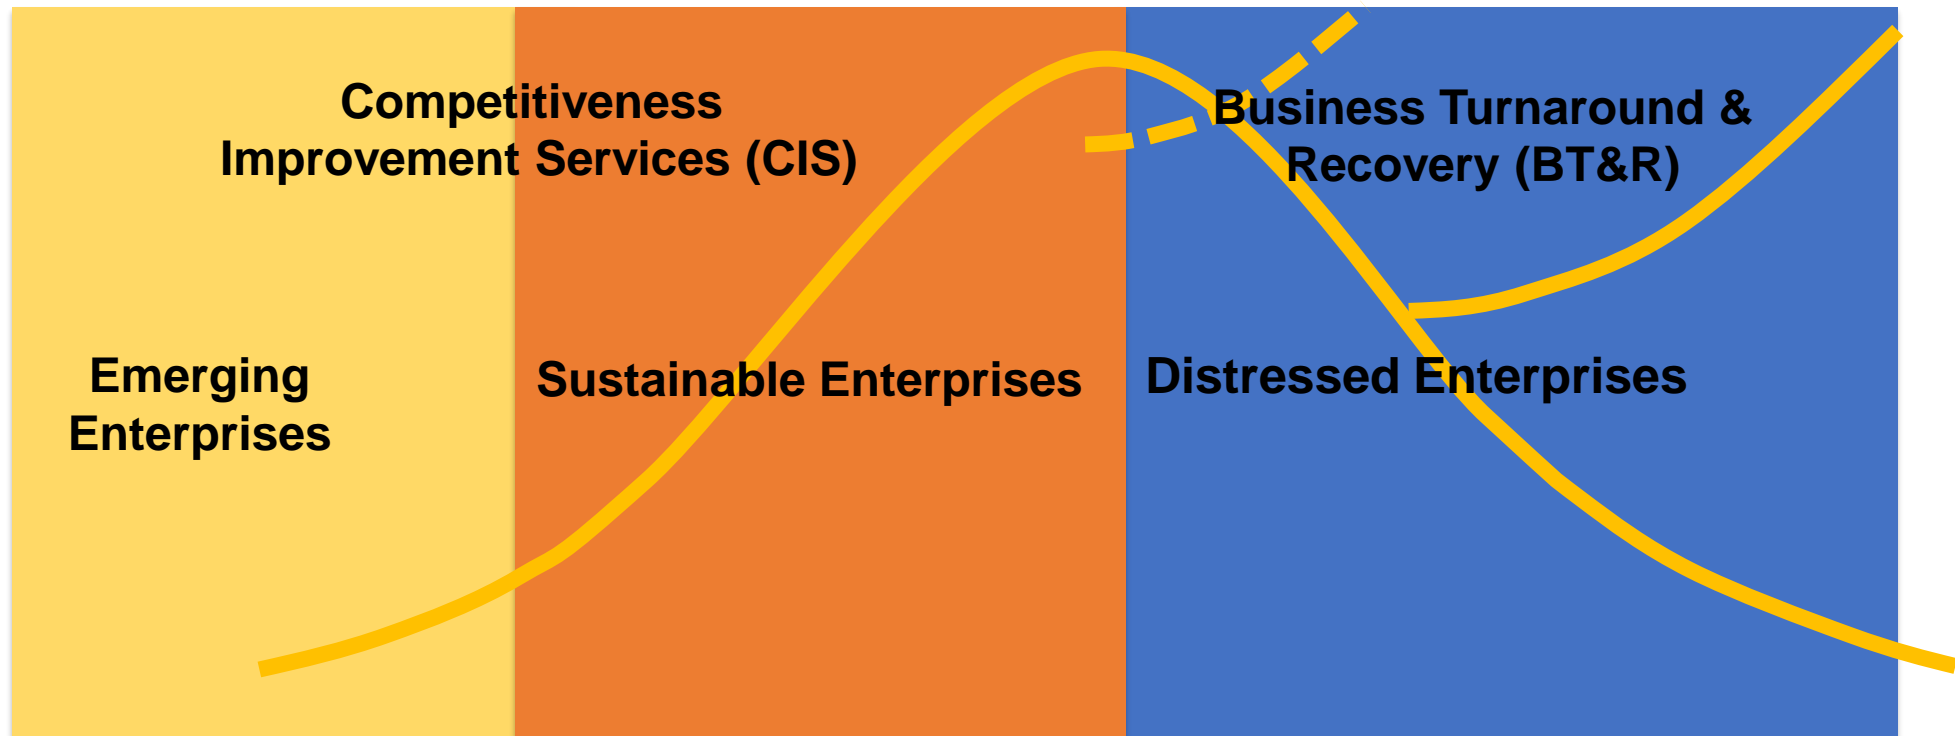 Competitiveness
Improvement Services (CIS)
Business Turnaround &
Recovery (BT&R)
Emerging
Enterprises
Sustainable Enterprises
Distressed Enterprises